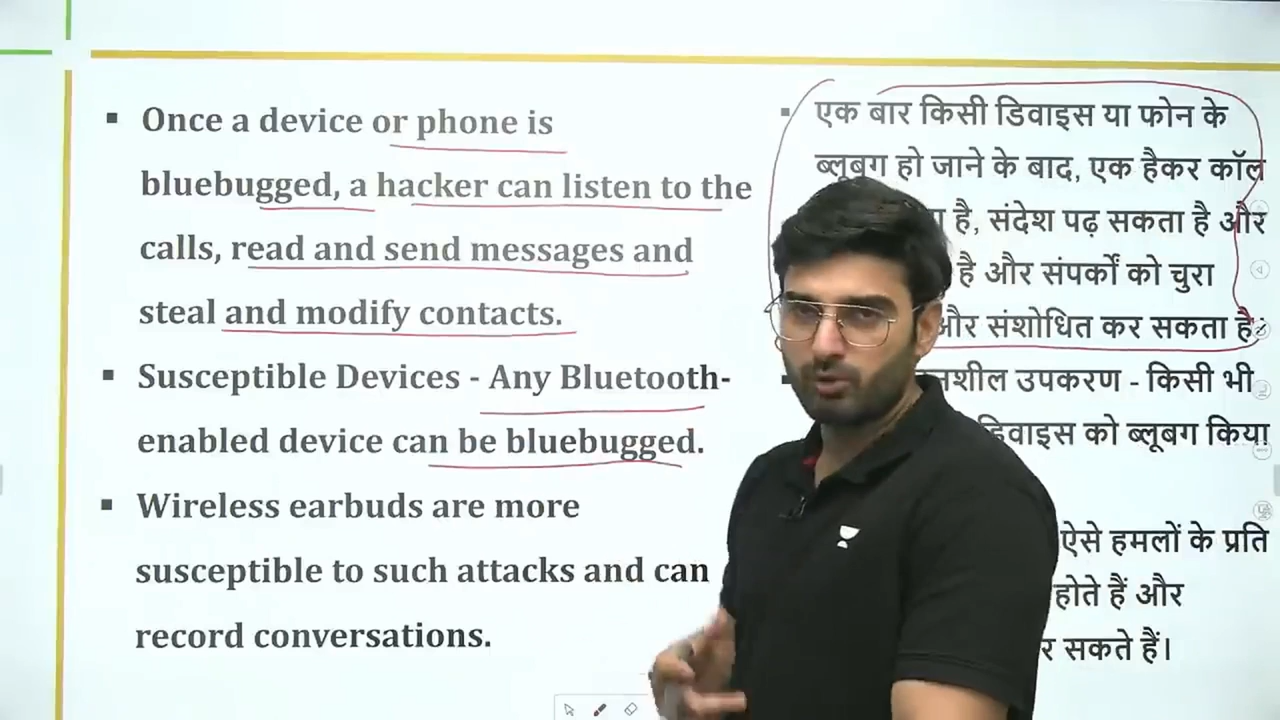 ▪ Once a device or phone is
bluebugged, a hacker can listen to the
calls, read and send messages and
steal and modify contacts.
▪ Susceptible Devices - Any Bluetooth-
enabled device can be bluebugged.
▪ Wireless earbuds are more
susceptible to such attacks and can
record conversations.
▪ एक बार किसी डिवाइस या फोन के
ब्लूबग हो जाने के बाद, एक हैकर कॉल
है, संदेश पढ़ सकता है और
है और संपर्कों को चुरा
और संशोधित कर सकता है।
▪ उपकरण - किसी भी
डिवाइस को ब्लूबग किया
ऐसे हमलों के प्रति
होते हैं और
सकते हैं।